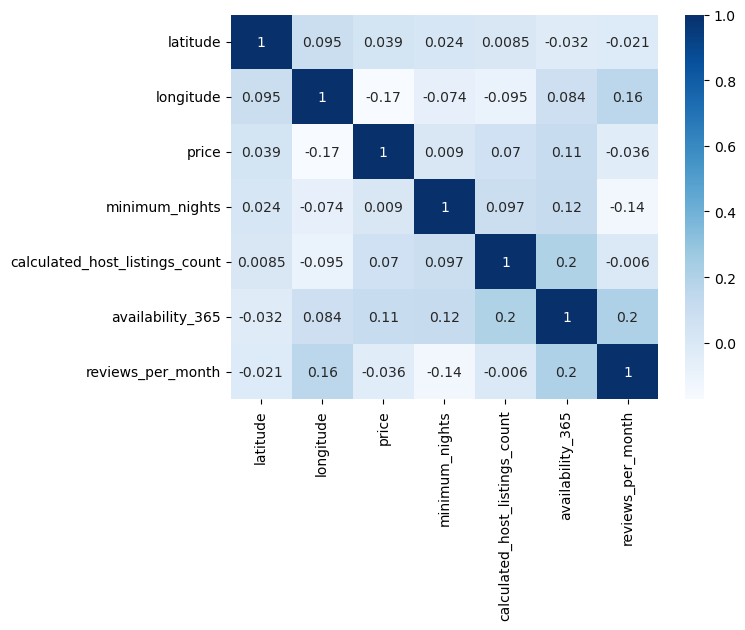 latitude 1 0.095 0.039 0.024 0.0085 -0.032 -0.021
longitude 0.095 1 -0.17 -0.074 -0.095 0.084 0.16
price 0.039 -0.17 1 0.009 0.07 0.11 -0.036
minimum_nights 0.024 -0.074 0.009 1 0.097 0.12 -0.14
calculated_host_listings_count 0.0085 -0.095 0.07 0.097 1 0.2 -0.006
availability_365 -0.032 0.084 0.11 0.12 0.2 1 0.2
reviews_per_month -0.021 0.16 -0.036 -0.14 -0.006 0.2 1
latitude
longitude
price
minimum_nights
calculated_host_listings_count
availability_365
reviews_per_month
1.0
0.8
0.6
0.4
0.2
0.0